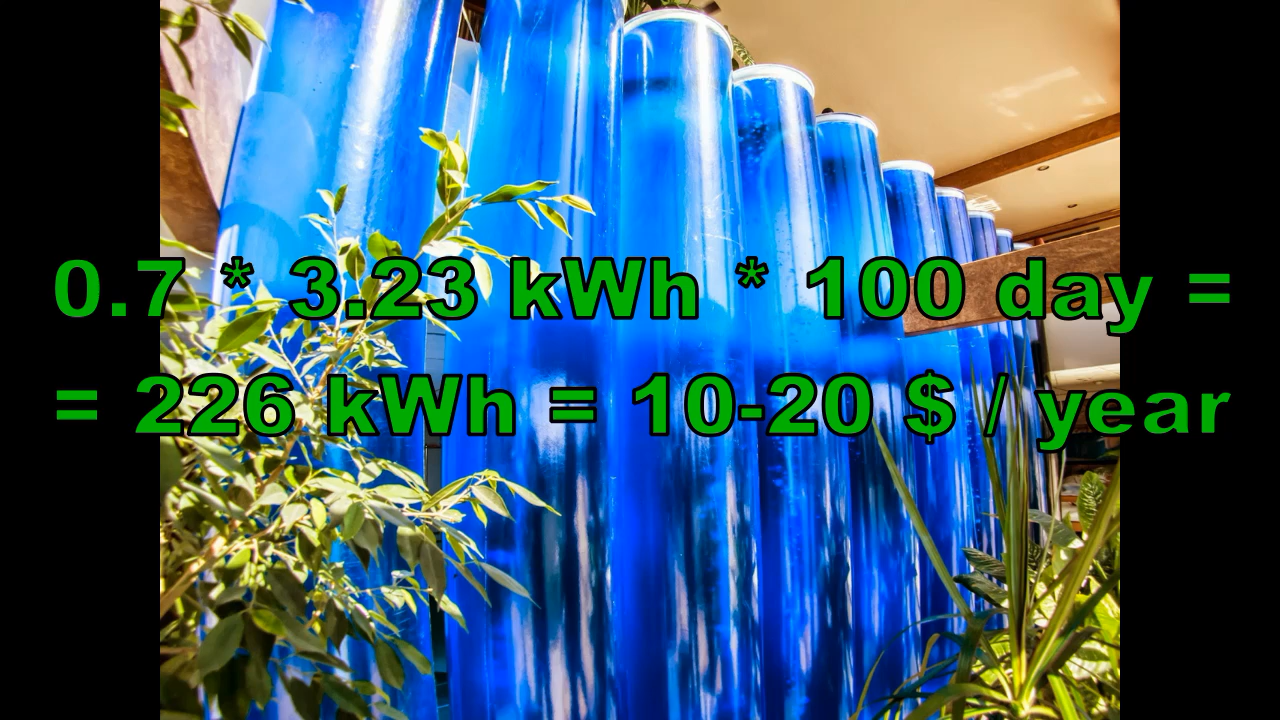 0.7 * 3.23 kWh * 100 day =
= 226 kWh = 10-20 $ / year